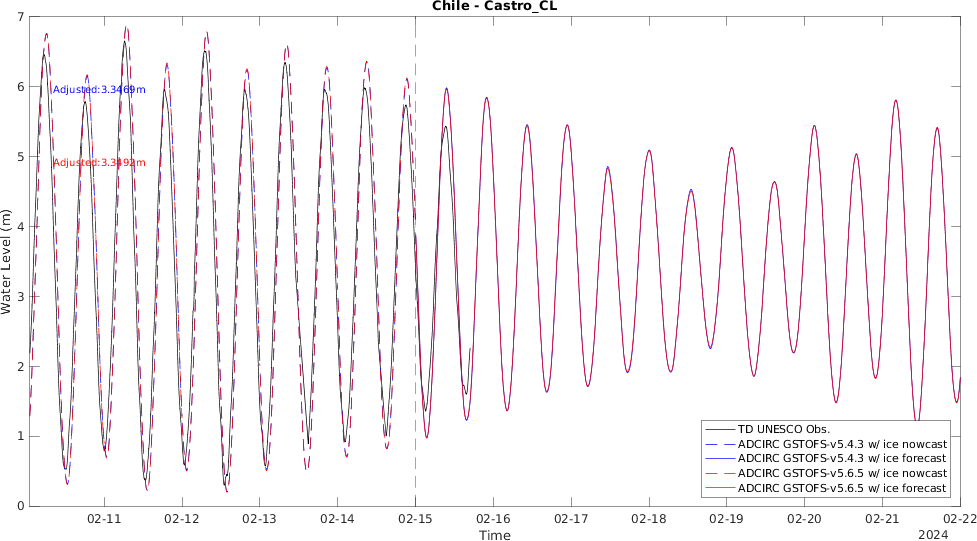 Chile - Castro_CL
7
6
5
4
3
2
1
0
Water Level (m)
Adjusted:3.3469m
Adjusted:3.3492m
TD UNESCO Obs.
ADCIRC GSTOFS-v5.4.3 w/ ice nowcast
ADCIRC GSTOFS-v5.4.3 w/ ice forecast
ADCIRC GSTOFS-v5.6.5 w/ ice nowcast
ADCIRC GSTOFS-v5.6.5 w/ ice forecast
02-11 02-12 02-13 02-14 02-15 02-16 02-17 02-18 02-19 02-20 02-21 02-22
Time
2024